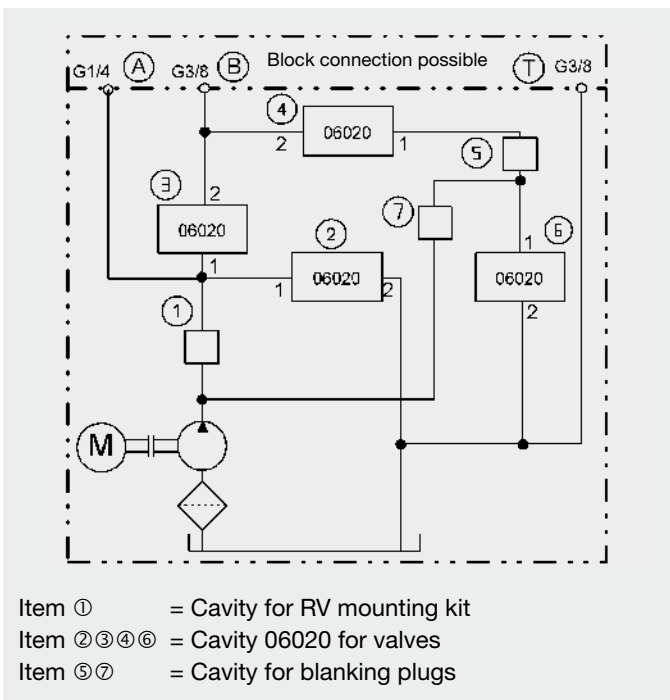 Block connection possible
G1/4 Ⓐ G3/8 Ⓑ Ⓣ G3/8
④
06020
2 1
⑤
③
2
06020
1
⑦
②
1 06020 2
⑥
1
06020
2
①
M
Item ① = Cavity for RV mounting kit
Item ②③④⑥ = Cavity 06020 for valves
Item ⑤⑦ = Cavity for blanking plugs